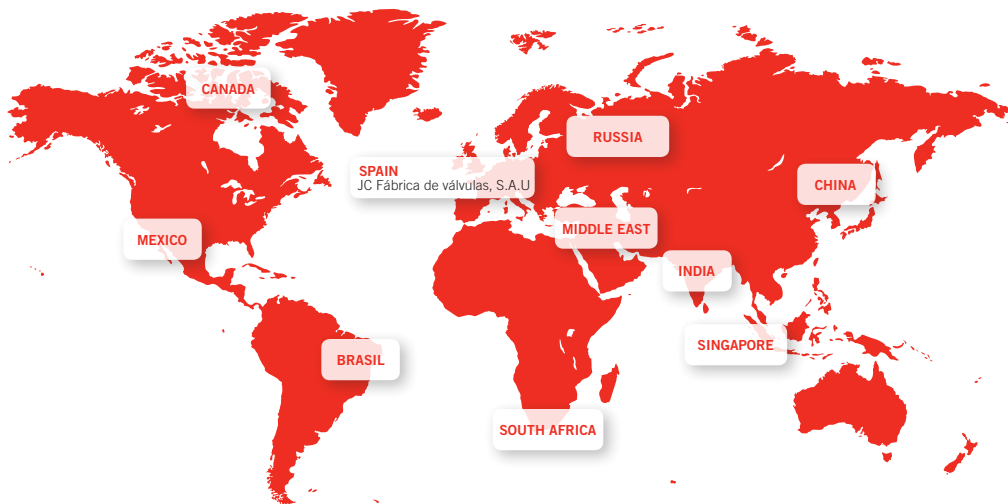 CANADA
RUSSIA
SPAIN
JC Fábrica de válvulas, S.A.U
CHINA
MEXICO
MIDDLE EAST
INDIA
SINGAPORE
BRASIL
SOUTH AFRICA